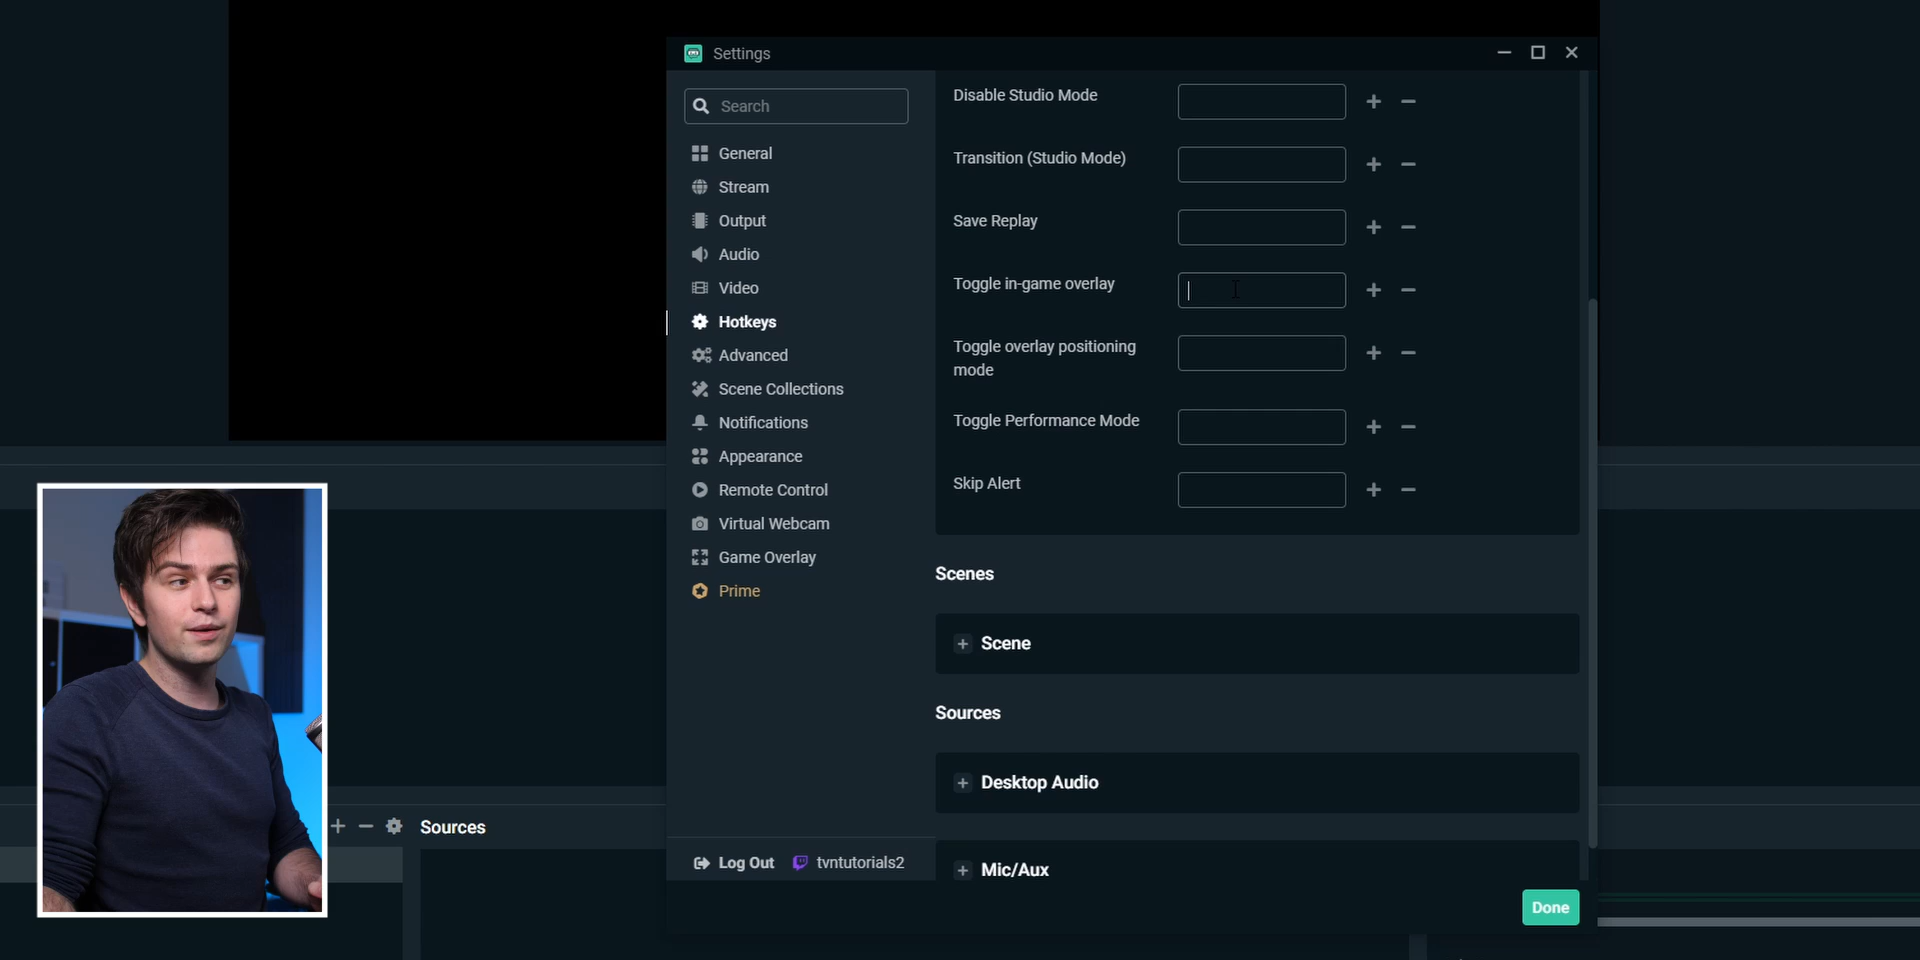 Settings
Search
General
Stream
Output
Audio
Video
Hotkeys
Advanced
Scene Collections
Notifications
Appearance
Remote Control
Virtual Webcam
Game Overlay
Prime
Log Out
tvntutorials2
Disable Studio Mode
Transition (Studio Mode)
Save Replay
Toggle in-game overlay
Toggle overlay positioning
mode
Toggle Performance Mode
Skip Alert
Scenes
Scene
Sources
Desktop Audio
Mic/Aux
Done
Sources